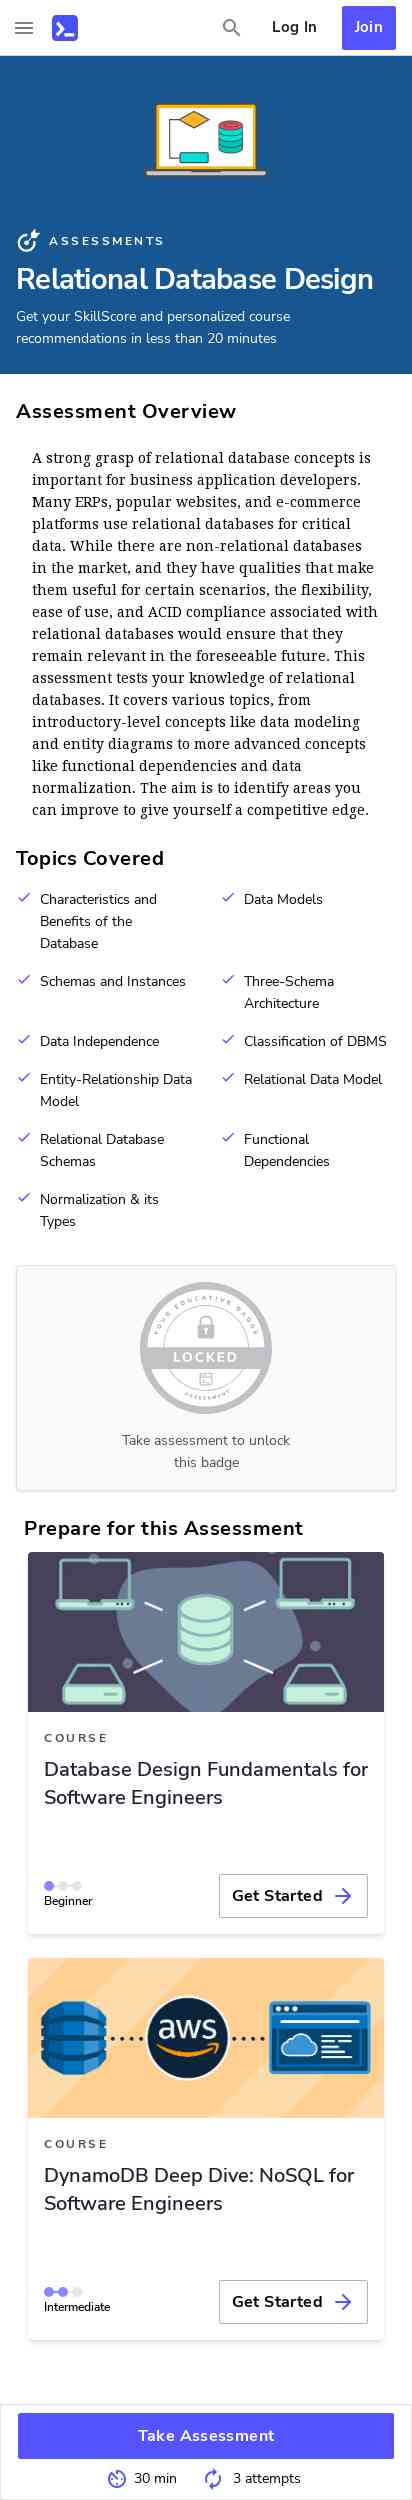 Log In
Join
ASSESSMENTS
Relational Database Design
Get your SkillScore and personalized course
recommendations in less than 20 minutes
Assessment Overview
A strong grasp of relational database concepts is
important for business application developers.
Many ERPs, popular websites, and e-commerce
platforms use relational databases for critical
data. While there are non-relational databases
in the market, and they have qualities that make
them useful for certain scenarios, the flexibility,
ease of use, and ACID compliance associated with
relational databases would ensure that they
remain relevant in the foreseeable future. This
assessment tests your knowledge of relational
databases. It covers various topics, from
introductory-level concepts like data modeling
and entity diagrams to more advanced concepts
like functional dependencies and data
normalization. The aim is to identify areas you
can improve to give yourself a competitive edge.
Topics Covered
Characteristics and
Benefits of the
Database
Data Models
Schemas and Instances
Three-Schema
Architecture
Data Independence
Classification of DBMS
Entity-Relationship Data
Model
Relational Data Model
Relational Database
Schemas
Functional
Dependencies
Normalization & its
Types
YOUR EDUCATIVE BADGE
LOCKED
ASSESSMENT
Take assessment to unlock
this badge
Prepare for this Assessment
COURSE
Database Design Fundamentals for
Software Engineers
Beginner
Get Started
aws
COURSE
DynamoDB Deep Dive: NoSQL for
Software Engineers
Intermediate
Get Started
Take Assessment
30 min
3 attempts